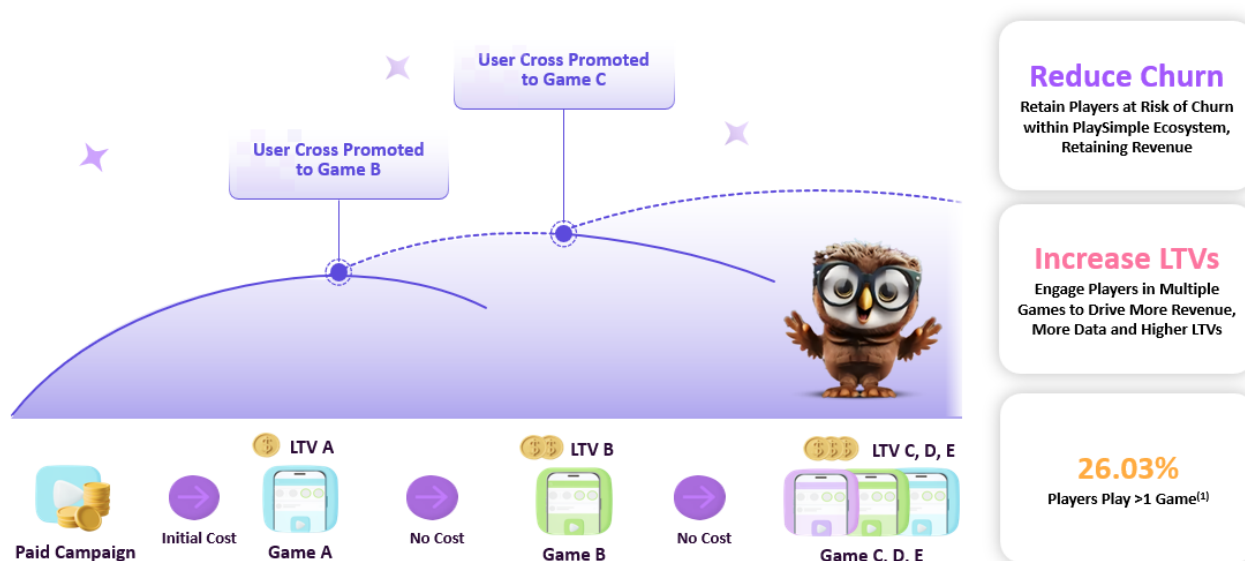 User Cross Promoted
to Game C
User Cross Promoted
to Game B
Reduce Churn
Retain Players at Risk of Churn
within PlaySimple Ecosystem,
Retaining Revenue
Increase LTVs
Engage Players in Multiple
Games to Drive More Revenue,
More Data and Higher LTVs
26.03%
Players Play >1 Game(1)
LTV A
LTV B
LTV C, D, E
Paid Campaign
Initial Cost
Game A
No Cost
Game B
No Cost
Game C, D, E